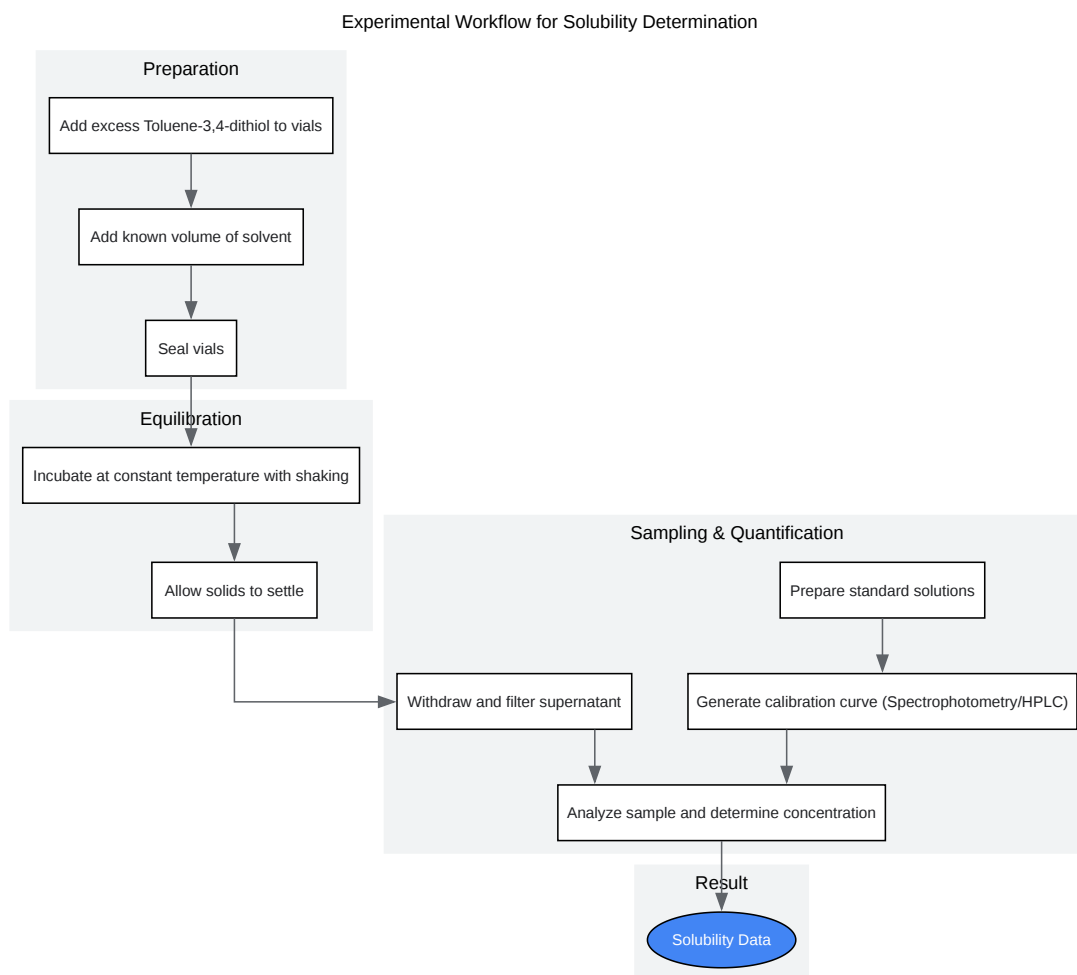 Experimental Workflow for Solubility Determination
Preparation
Add excess Toluene-3,4-dithiol to vials
Add known volume of solvent
Seal vials
Equilibration
Incubate at constant temperature with shaking
Allow solids to settle
Sampling & Quantification
Prepare standard solutions
Withdraw and filter supernatant
Generate calibration curve (Spectrophotometry/HPLC)
Analyze sample and determine concentration
Result
Solubility Data